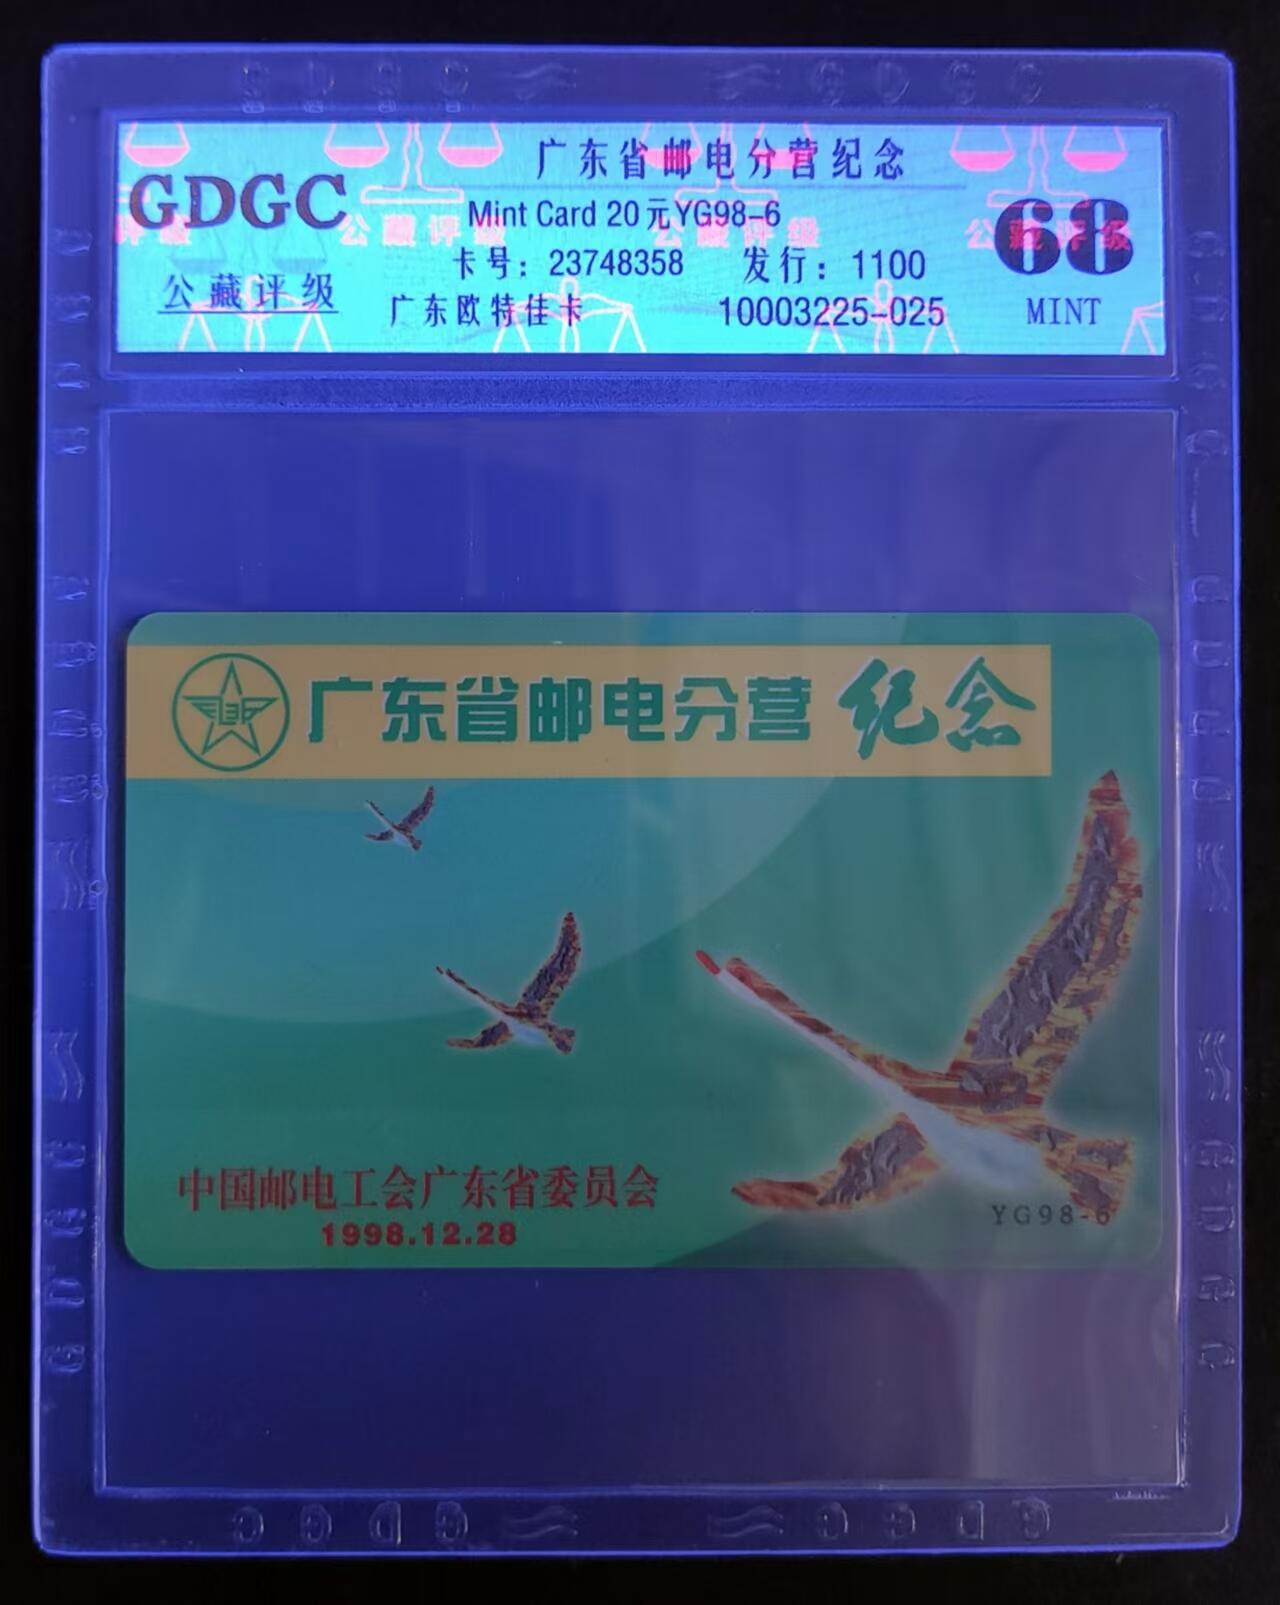 GDGC
公藏评级
广东省邮电分营纪念
Mint Card 20元YG98-6
卡号：23748358 发行：1100
广东欧特佳卡 10003225-025
68
MINT
广东省邮电分营纪念
中国邮电工会广东省委员会
1998.12.28
YG98-6